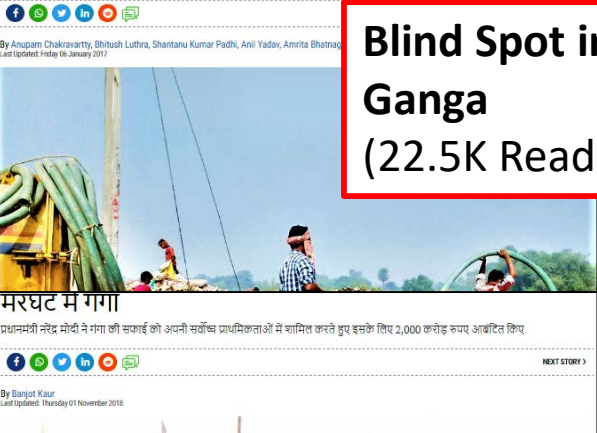 By Anupam Chakravartty, Bhitush Luthra, Shantanu Kumar Padhi, Anil Yadav, Amrita Bhatnag
Last Updated: Friday 06 January 2017
Blind Spot in
Ganga
(22.5K Read
मरघट में गंगा
प्रधानमंत्री नरेंद्र मोदी ने गंगा की सफाई को अपनी सर्वोच्च प्राथमिकताओं में शामिल करते हुए इसके लिए 2,000 करोड़ रुपए आबंटित किए
NEXT STORY >
By Banjot Kaur
Last Updated: Thursday 01 November 2018